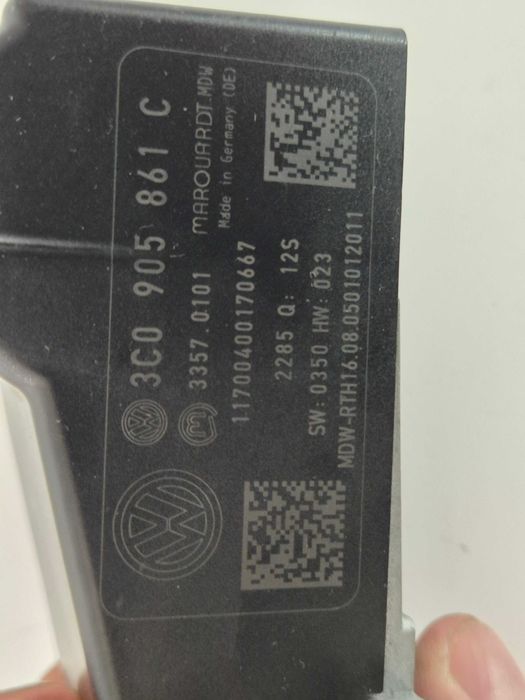 3C0 905 861 C
3357.0101 MARQUARDT MDW
Made in Germany (DE)
11700400170667
2285 Q: 12S
SW:0350 HW:023
MDW-RTH16.08.0501012011